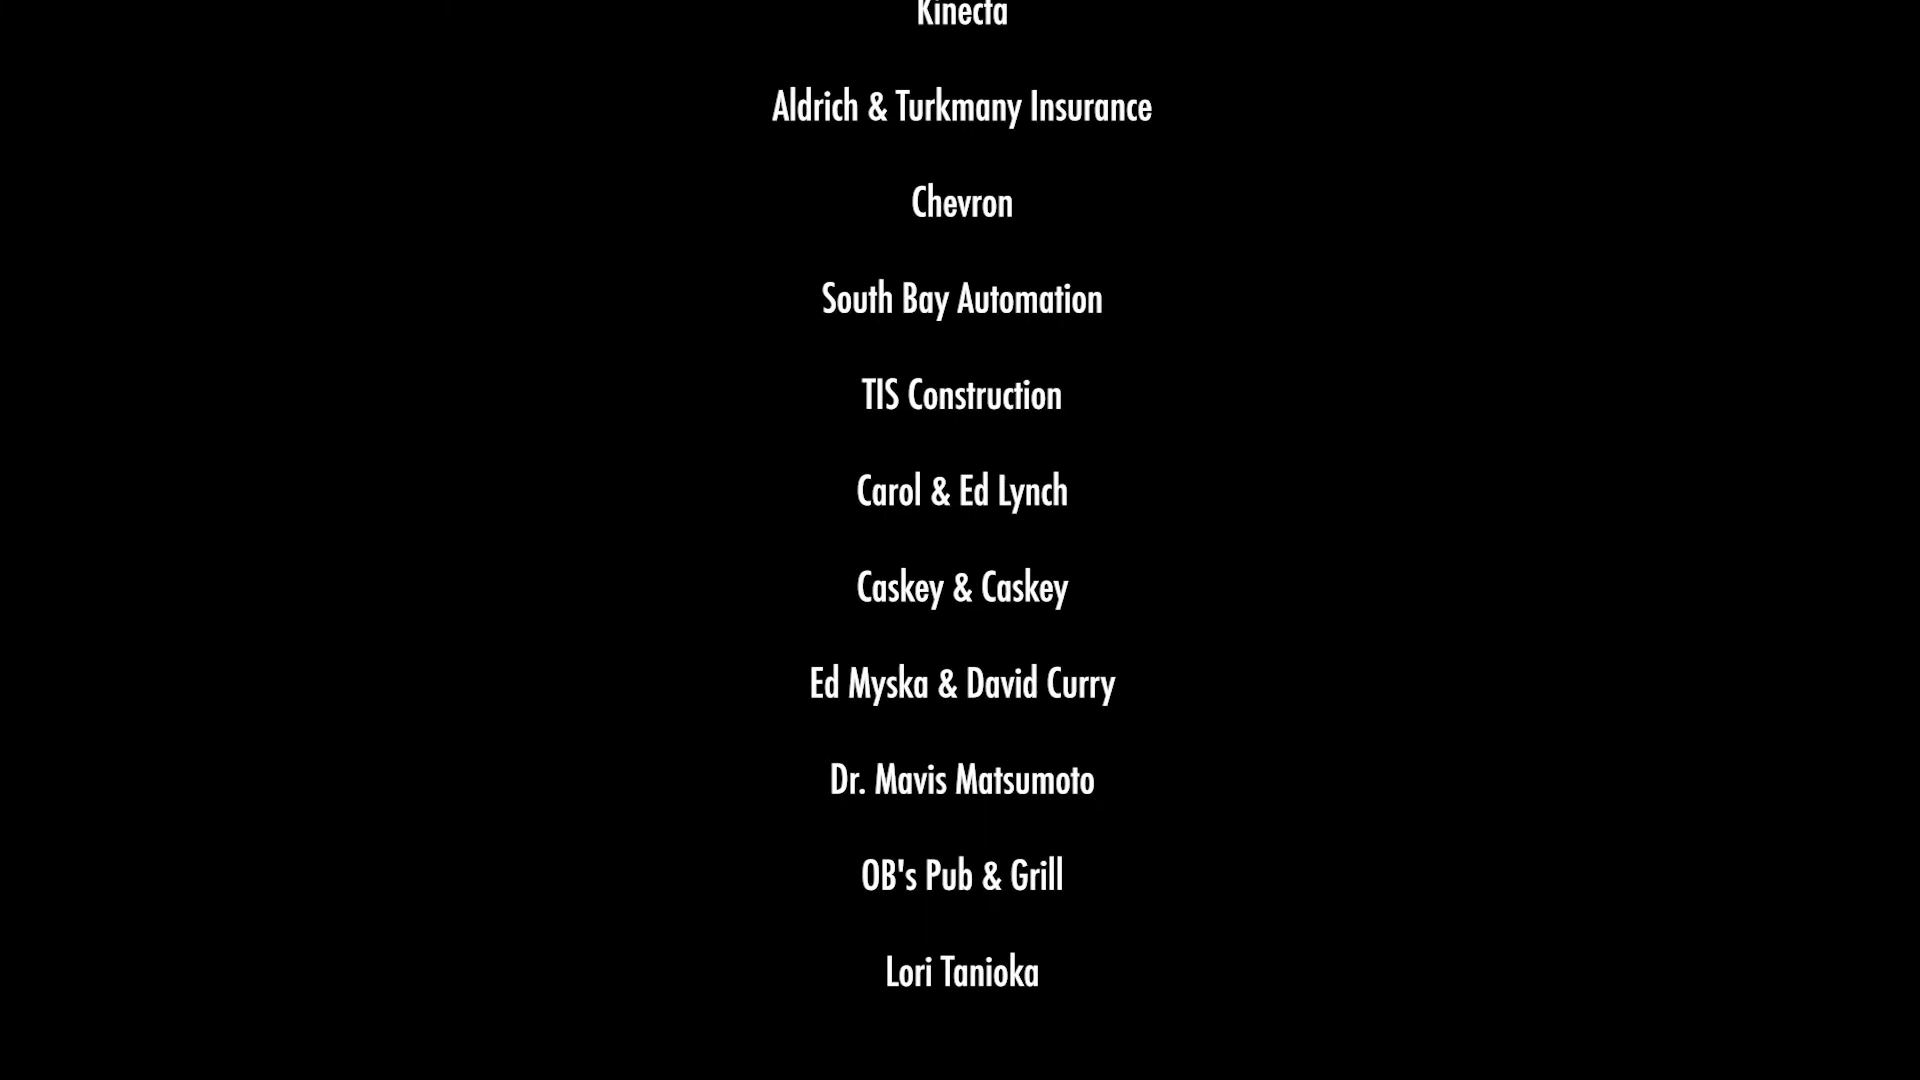 Kinecta
Aldrich & Turkmany Insurance
Chevron
South Bay Automation
TIS Construction
Carol & Ed Lynch
Caskey & Caskey
Ed Myska & David Curry
Dr. Mavis Matsumoto
OB's Pub & Grill
Lori Tanioka